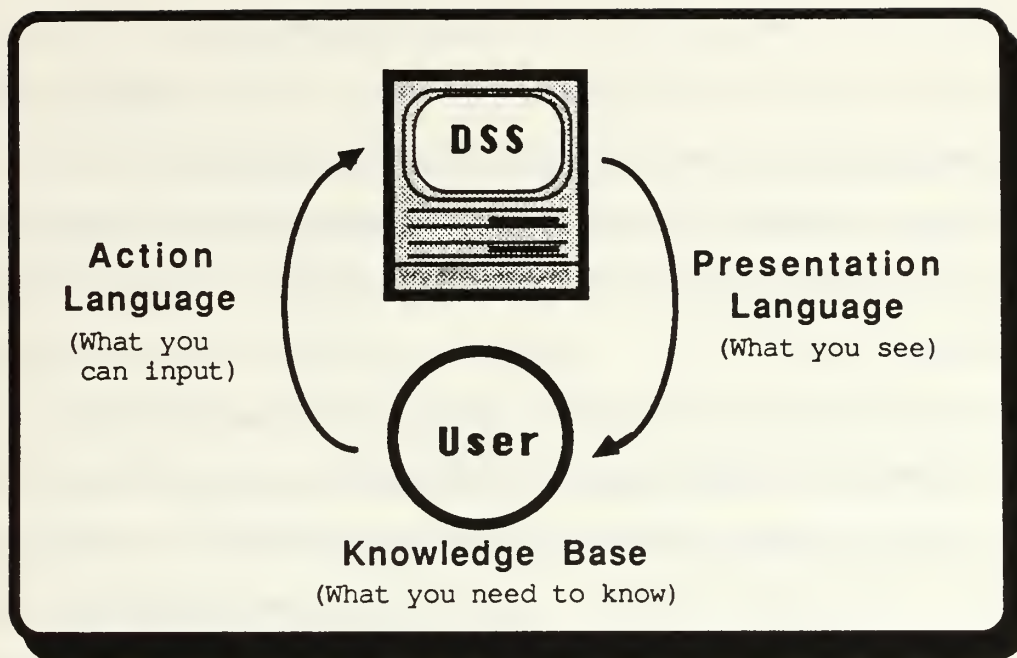 DSS
Action
Language
(What you
can input)
Presentation
Language
(What you see)
User
Knowledge Base
(What you need to know)